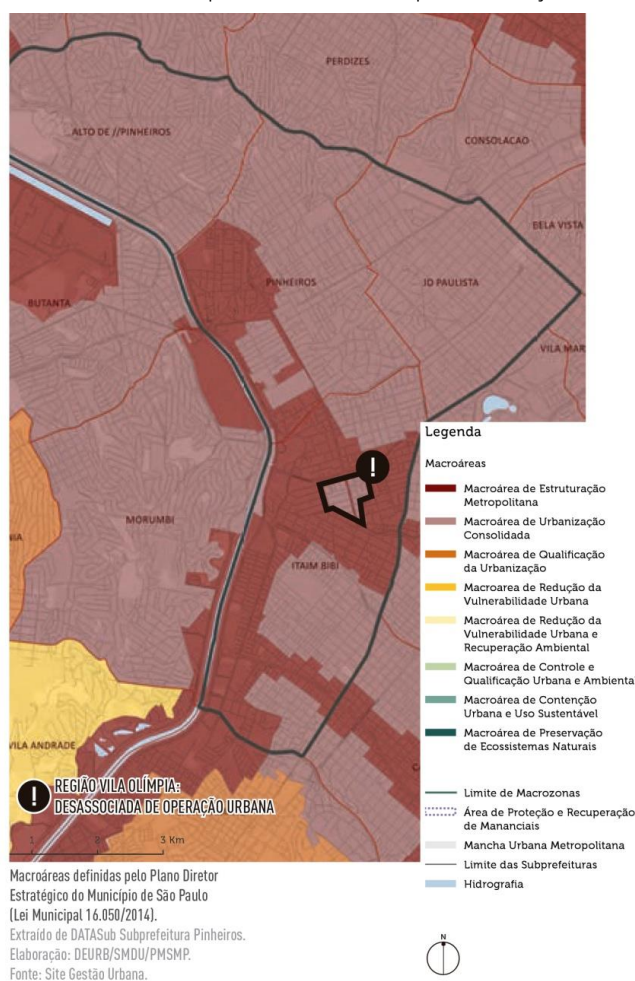 PERDIZES
ALTO DE //PINHEIROS
CONSOLACAO
BELA VISTA
PINHEIROS
JD PAULISTA
BUTANTA
VILA MAR
Legenda
Macroáreas
!
Macroárea de Estruturação
Metropolitana
Macroárea de Urbanização
Consolidada
MORUMBI
NIA
ITAIM BIBI
Macroárea de Qualificação
da Urbanização
Macroarea de Redução da
Vulnerabilidade Urbana
Macroárea de Redução da
Vulnerabilidade Urbana e
Recuperação Ambiental
Macroárea de Controle e
Qualificação Urbana e Ambienta
Macroárea de Contenção
Urbana e Uso Sustentável
Macroárea de Preservação
de Ecossistemas Naturais
VILA ANDRADE
! REGIÃO VILA OLÍMPIA:
DESASSOCIADA DE OPERAÇÃO URBANA
1 2 3 Km
Limite de Macrozonas
Área de Proteção e Recuperação
de Mananciais
Mancha Urbana Metropolitana
Limite das Subprefeituras
Hidrografia
Macroáreas definidas pelo Plano Diretor
Estratégico do Município de São Paulo
(Lei Municipal 16.050/2014).
Extraído de DATASub Subprefeitura Pinheiros.
Elaboração: DEURB/SMDU/PMSMP.
Fonte: Site Gestão Urbana.
N